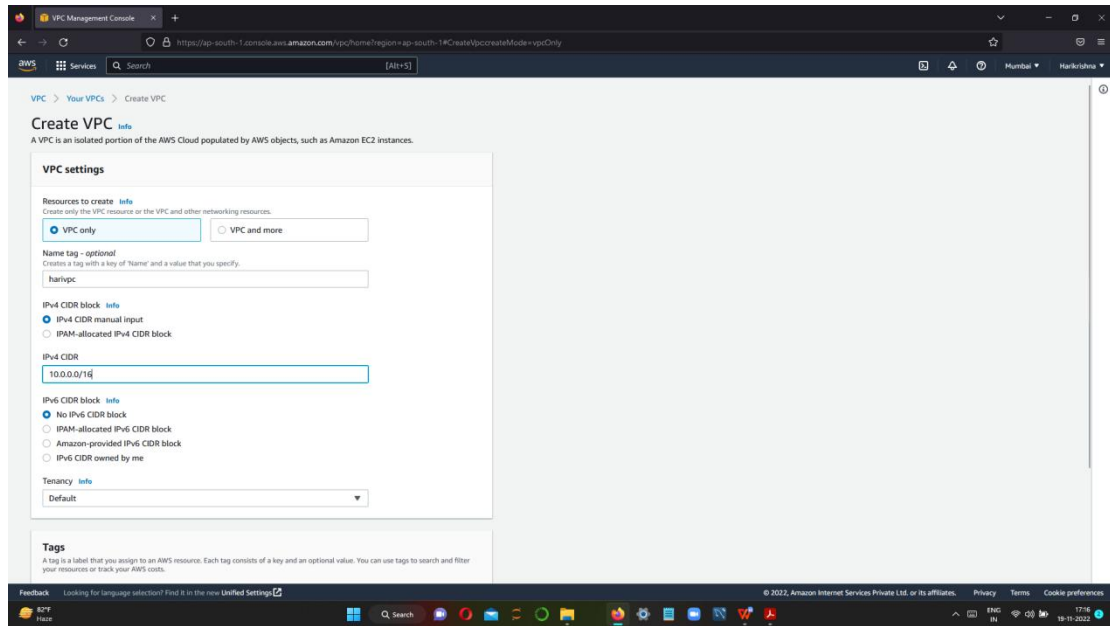 VPC Management Console
https://ap-south-1.console.aws.amazon.com/vpc/home?region=ap-south-1#CreateVpc:createMode=vpcOnly
aws Services Search [Alt+S] Mumbai Harikrishna
VPC > Your VPCs > Create VPC
Create VPC Info
A VPC is an isolated portion of the AWS Cloud populated by AWS objects, such as Amazon EC2 instances.
VPC settings
Resources to create Info
Create only the VPC resource or the VPC and other networking resources.
VPC only VPC and more
Name tag - optional
Creates a tag with a key of 'Name' and a value that you specify.
harivpc
IPv4 CIDR block Info
IPv4 CIDR manual input
IPAM-allocated IPv4 CIDR block
IPv4 CIDR
10.0.0.0/16
IPv6 CIDR block Info
No IPv6 CIDR block
IPAM-allocated IPv6 CIDR block
Amazon-provided IPv6 CIDR block
IPv6 CIDR owned by me
Tenancy Info
Default
Tags
A tag is a label that you assign to an AWS resource. Each tag consists of a key and an optional value. You can use tags to search and filter
your resources or track your AWS costs.
Feedback Looking for language selection? Find it in the new Unified Settings © 2022, Amazon Internet Services Private Ltd. or its affiliates. Privacy Terms Cookie preferences
82°F
Haze
Search
ENG
IN
17:16
19-11-2022
2